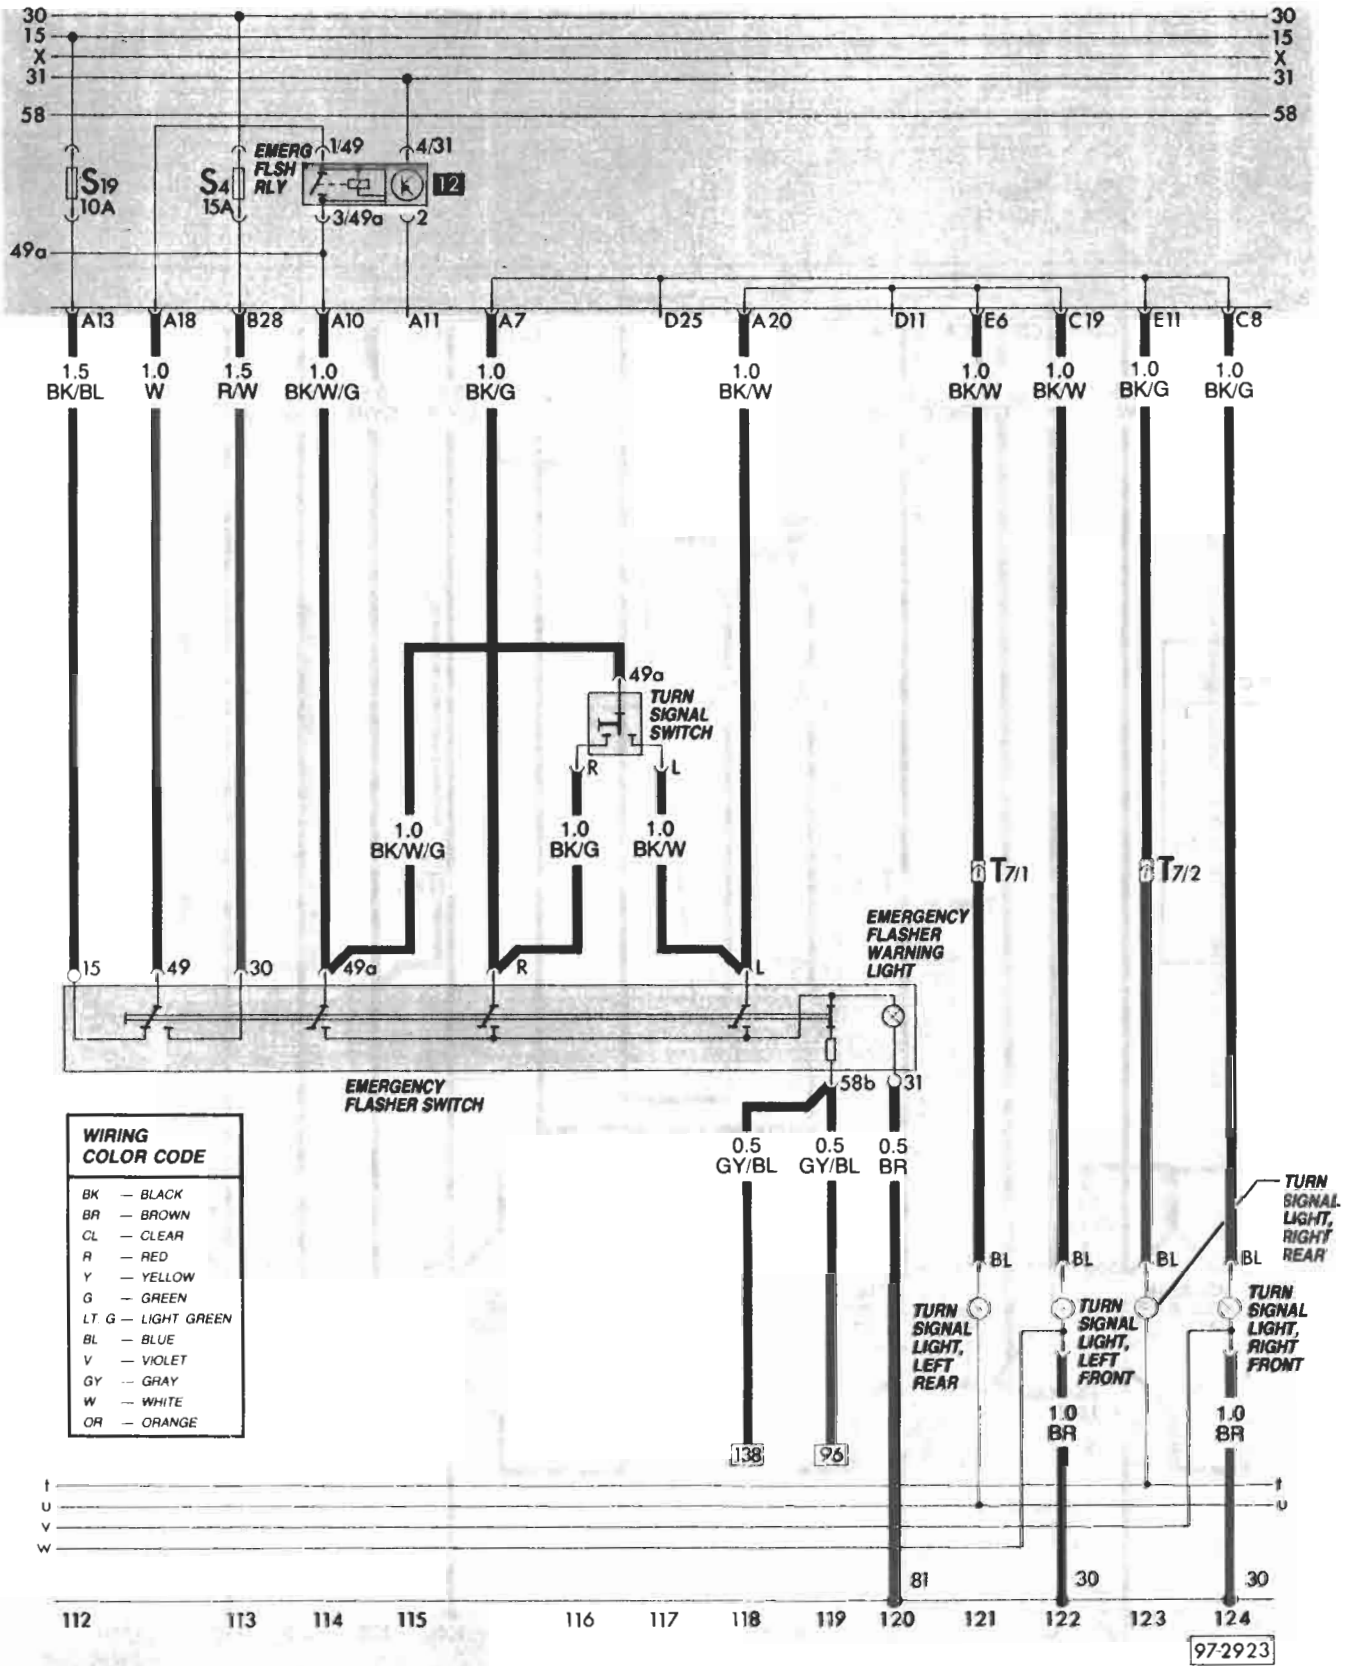 30 30
15 15
X X
31 31
58 58
EMERG 1/49 4/31
FLSH
RLY
S19 S4 12
10A 15A
3/49a 2
49a
A13 A18 B28 A10 A11 A7 D25 A20 D11 E6 C19 E11 C8
1.5 1.0 1.5 1.0 1.0 1.0 1.0 1.0 1.0 1.0
BK/BL W R/W BK/W/G BK/G BK/W BK/W BK/W BK/G BK/G
49a
TURN
SIGNAL
SWITCH
R L
1.0 1.0 1.0
BK/W/G BK/G BK/W
T7/1 T7/2
EMERGENCY
FLASHER
WARNING
LIGHT
15 49 30 49a R L
58b 31
EMERGENCY
FLASHER SWITCH
0.5 0.5 0.5
GY/BL GY/BL BR
WIRING
COLOR CODE
BK — BLACK
BR — BROWN
CL — CLEAR
R — RED
Y — YELLOW
G — GREEN
LT. G — LIGHT GREEN
BL — BLUE
V — VIOLET
GY — GRAY
W — WHITE
OR — ORANGE
TURN
SIGNAL
LIGHT,
RIGHT
REAR
BL BL BL BL
TURN
SIGNAL
LIGHT,
LEFT
REAR
TURN
SIGNAL
LIGHT,
LEFT
FRONT
TURN
SIGNAL
LIGHT,
RIGHT
FRONT
1.0 1.0
BR BR
138 96
t t
u u
v
w
81 30 30
112 113 114 115 116 117 118 119 120 121 122 123 124
97-2923